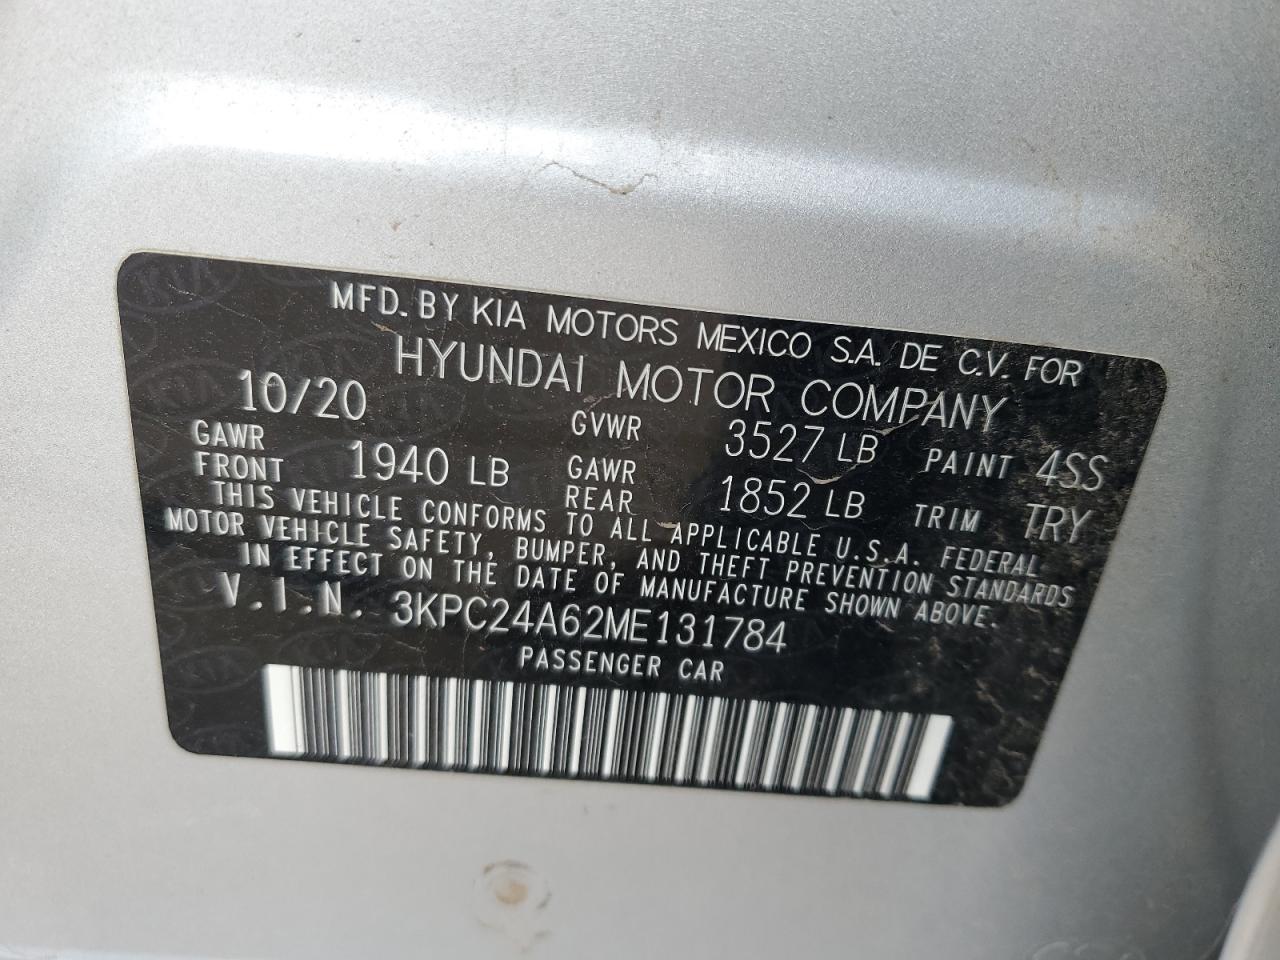 MFD. BY KIA MOTORS MEXICO S.A. DE C.V. FOR
HYUNDAI MOTOR COMPANY
10/20 GVWR 3527 LB PAINT 4SS
GAWR FRONT 1940 LB GAWR REAR 1852 LB TRIM TRY
THIS VEHICLE CONFORMS TO ALL APPLICABLE U.S.A. FEDERAL
MOTOR VEHICLE SAFETY, BUMPER, AND THEFT PREVENTION STANDARDS
IN EFFECT ON THE DATE OF MANUFACTURE SHOWN ABOVE.
V.I.N. 3KPC24A62ME131784
PASSENGER CAR